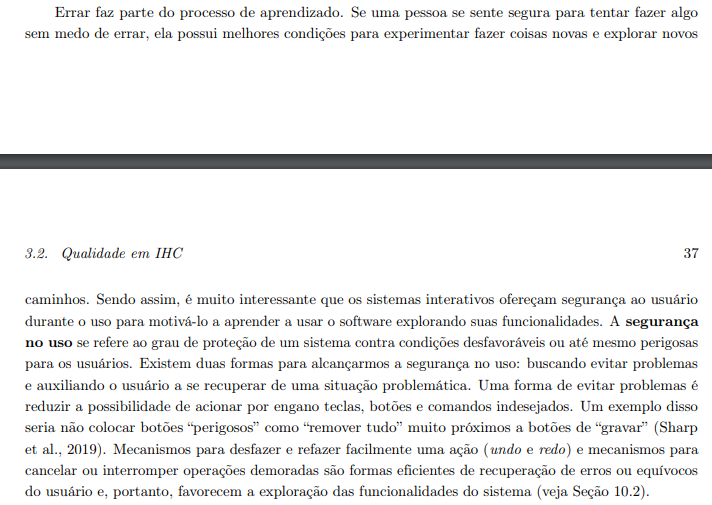 Errar faz parte do processo de aprendizado. Se uma pessoa se sente segura para tentar fazer algo
sem medo de errar, ela possui melhores condições para experimentar fazer coisas novas e explorar novos
3.2. Qualidade em IHC 37
caminhos. Sendo assim, é muito interessante que os sistemas interativos ofereçam segurança ao usuário
durante o uso para motivá-lo a aprender a usar o software explorando suas funcionalidades. A segurança
no uso se refere ao grau de proteção de um sistema contra condições desfavoráveis ou até mesmo perigosas
para os usuários. Existem duas formas para alcançarmos a segurança no uso: buscando evitar problemas
e auxiliando o usuário a se recuperar de uma situação problemática. Uma forma de evitar problemas é
reduzir a possibilidade de acionar por engano teclas, botões e comandos indesejados. Um exemplo disso
seria não colocar botões “perigosos” como “remover tudo” muito próximos a botões de “gravar” (Sharp
et al., 2019). Mecanismos para desfazer e refazer facilmente uma ação (undo e redo) e mecanismos para
cancelar ou interromper operações demoradas são formas eficientes de recuperação de erros ou equívocos
do usuário e, portanto, favorecem a exploração das funcionalidades do sistema (veja Seção 10.2).